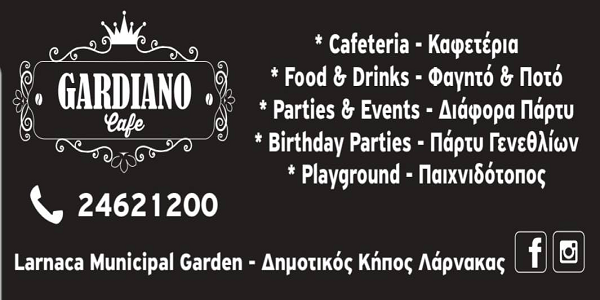 GARDIANO
Cafe
24621200
* Cafeteria - Καφετέρια
* Food & Drinks - Φαγητό & Ποτό
* Parties & Events - Διάφορα Πάρτυ
* Birthday Parties - Πάρτυ Γενεθλίων
* Playground - Παιχνιδότοπος
Larnaca Municipal Garden - Δημοτικός Κήπος Λάρνακας